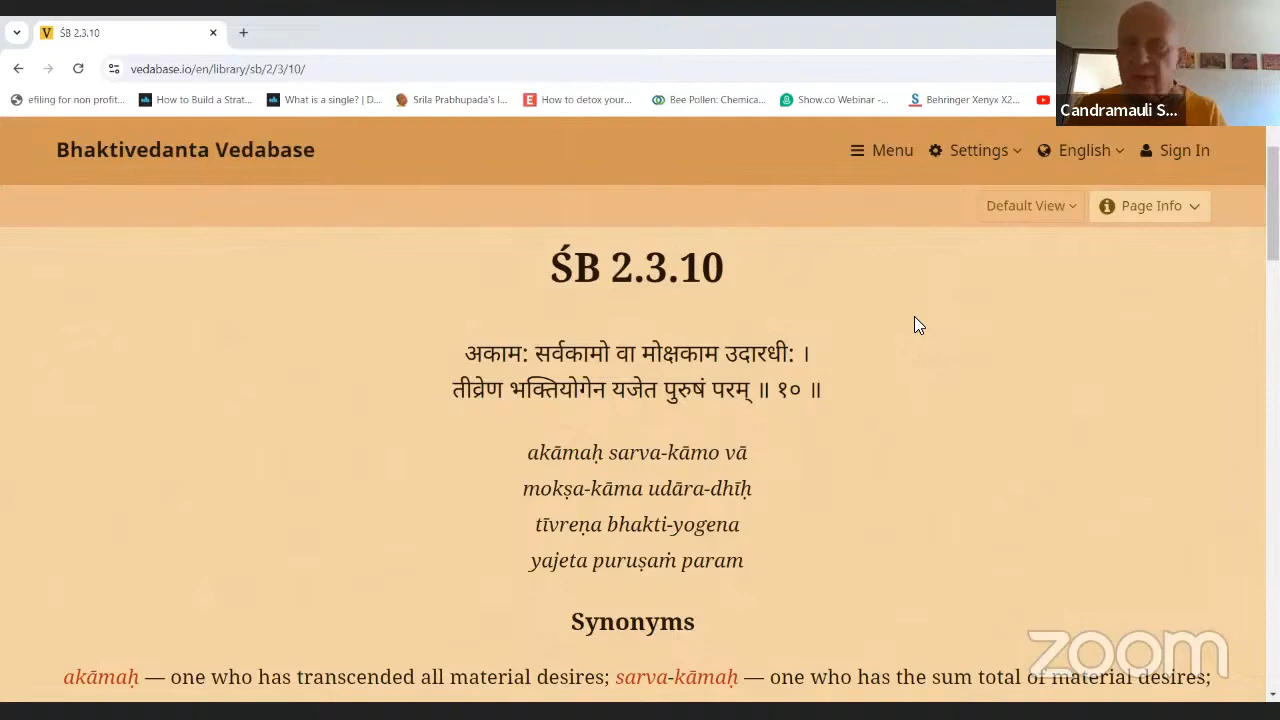 ŚB 2.3.10
vedabase.io/en/library/sb/2/3/10/
efiling for non profit...
How to Build a Strat...
What is a single? | D...
Srila Prabhupada's l...
How to detox your...
Bee Pollen: Chemica...
Show.co Webinar -...
Behringer Xenyx X2...
Candramauli S...
Bhaktivedanta Vedabase
Menu
Settings
English
Sign In
Default View
Page Info
ŚB 2.3.10
अकाम: सर्वकामो वा मोक्षकाम उदारधी: ।
तीव्रेण भक्तियोगेन यजेत पुरुषं परम् ॥ १० ॥
akāmaḥ sarva-kāmo vā
mokṣa-kāma udāra-dhīḥ
tīvreṇa bhakti-yogena
yajeta puruṣaṁ param
Synonyms
akāmaḥ — one who has transcended all material desires; sarva-kāmaḥ — one who has the sum total of material desires;
zoom